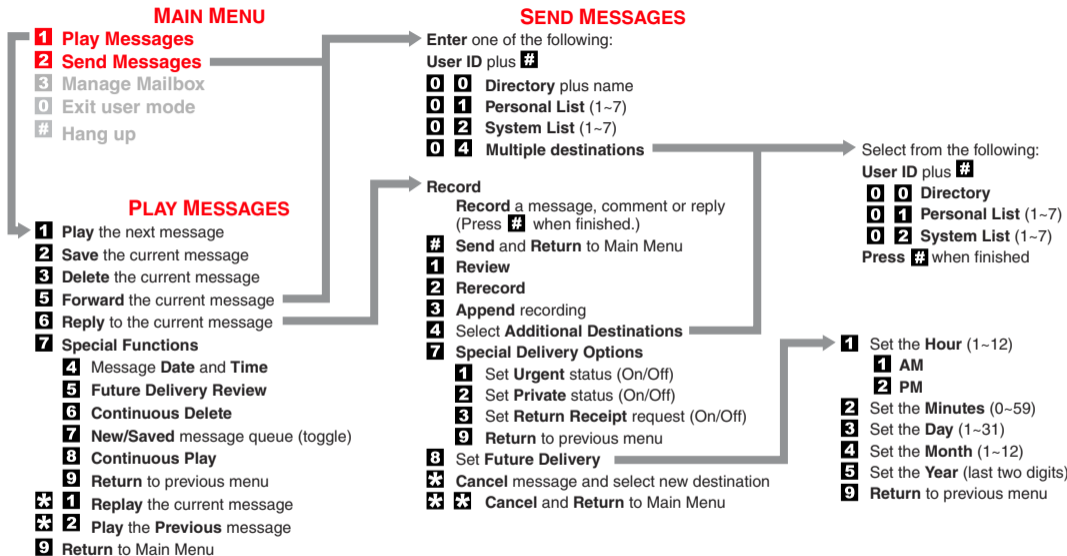 MAIN MENU
1 Play Messages
2 Send Messages
3 Manage Mailbox
0 Exit user mode
# Hang up
PLAY MESSAGES
1 Play the next message
2 Save the current message
3 Delete the current message
5 Forward the current message
6 Reply to the current message
7 Special Functions
4 Message Date and Time
5 Future Delivery Review
6 Continuous Delete
7 New/Saved message queue (toggle)
8 Continuous Play
9 Return to previous menu
* 1 Replay the current message
* 2 Play the Previous message
9 Return to Main Menu
SEND MESSAGES
Enter one of the following:
User ID plus #
0 0 Directory plus name
0 1 Personal List (1~7)
0 2 System List (1~7)
0 4 Multiple destinations
Record
Record a message, comment or reply
(Press # when finished.)
# Send and Return to Main Menu
1 Review
2 Rerecord
3 Append recording
4 Select Additional Destinations
7 Special Delivery Options
1 Set Urgent status (On/Off)
2 Set Private status (On/Off)
3 Set Return Receipt request (On/Off)
9 Return to previous menu
8 Set Future Delivery
* Cancel message and select new destination
* * Cancel and Return to Main Menu
Select from the following:
User ID plus #
0 0 Directory
0 1 Personal List (1~7)
0 2 System List (1~7)
Press # when finished
1 Set the Hour (1~12)
1 AM
2 PM
2 Set the Minutes (0~59)
3 Set the Day (1~31)
4 Set the Month (1~12)
5 Set the Year (last two digits)
9 Return to previous menu